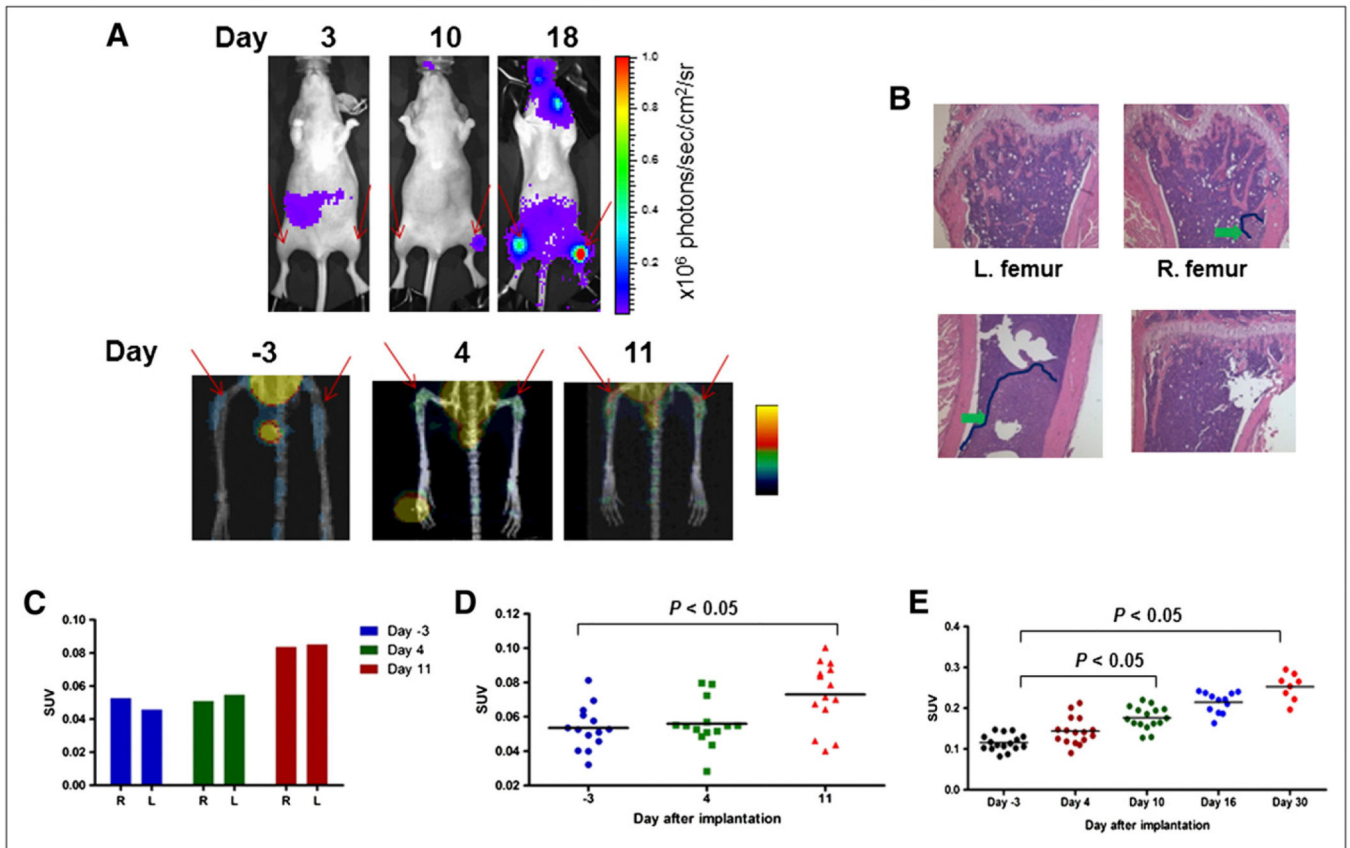 A
Day 3 10 18
1.0
0.8
0.6
0.4
0.2
x10⁶ photons/sec/cm²/sr
Day -3 4 11
B
L. femur R. femur
C
SUV
0.10
0.08
0.06
0.04
0.02
0.00
R L R L R L
Day -3
Day 4
Day 11
D
P < 0.05
SUV
0.12
0.10
0.08
0.06
0.04
0.02
-3 4 11
Day after implantation
E
P < 0.05
P < 0.05
SUV
0.4
0.3
0.2
0.1
0.0
Day -3 Day 4 Day 10 Day 16 Day 30
Day after implantation